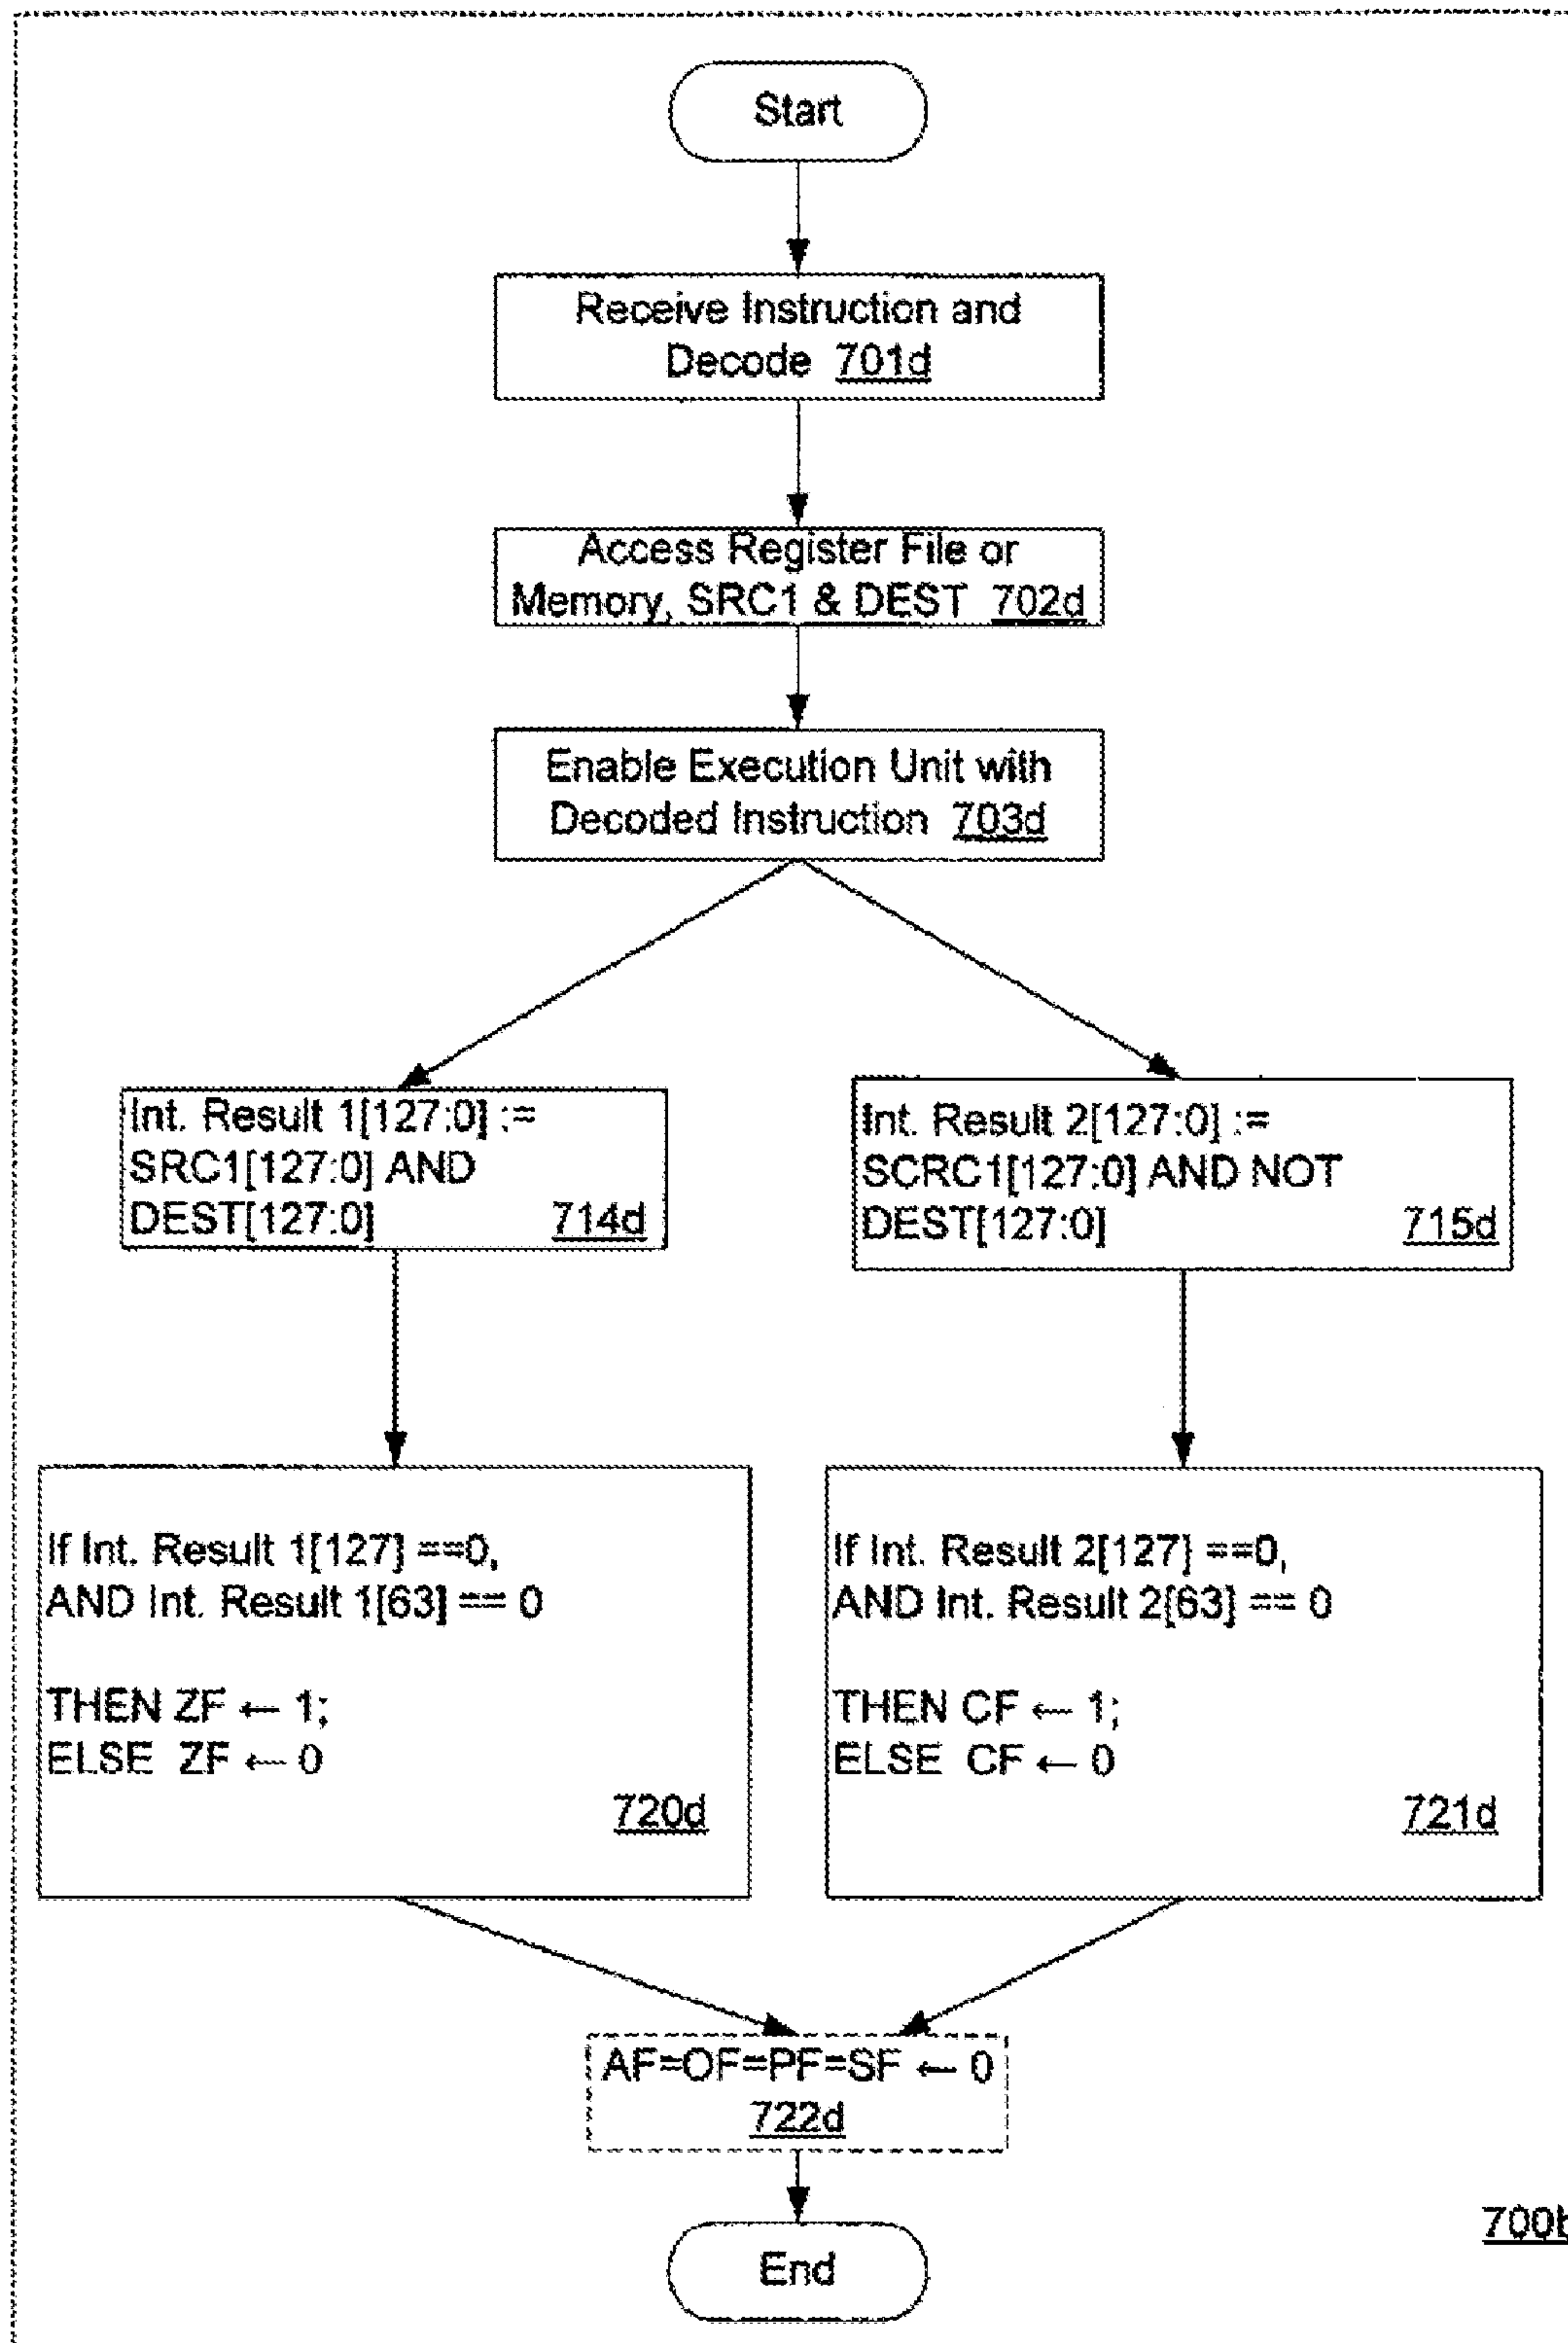 Start
Receive Instruction and
Decode 701d
Access Register File or
Memory, SRC1 & DEST 702d
Enable Execution Unit with
Decoded Instruction 703d
Int. Result 1[127:0] :=
SRC1[127:0] AND
DEST[127:0] 714d
Int. Result 2[127:0] :=
SCRC1[127:0] AND NOT
DEST[127:0] 715d
If Int. Result 1[127] ==0,
AND Int. Result 1[63] == 0
THEN ZF ← 1;
ELSE ZF ← 0
720d
If Int. Result 2[127] ==0,
AND Int. Result 2[63] == 0
THEN CF ← 1;
ELSE CF ← 0
721d
AF=OF=PF=SF ← 0
722d
End
700b